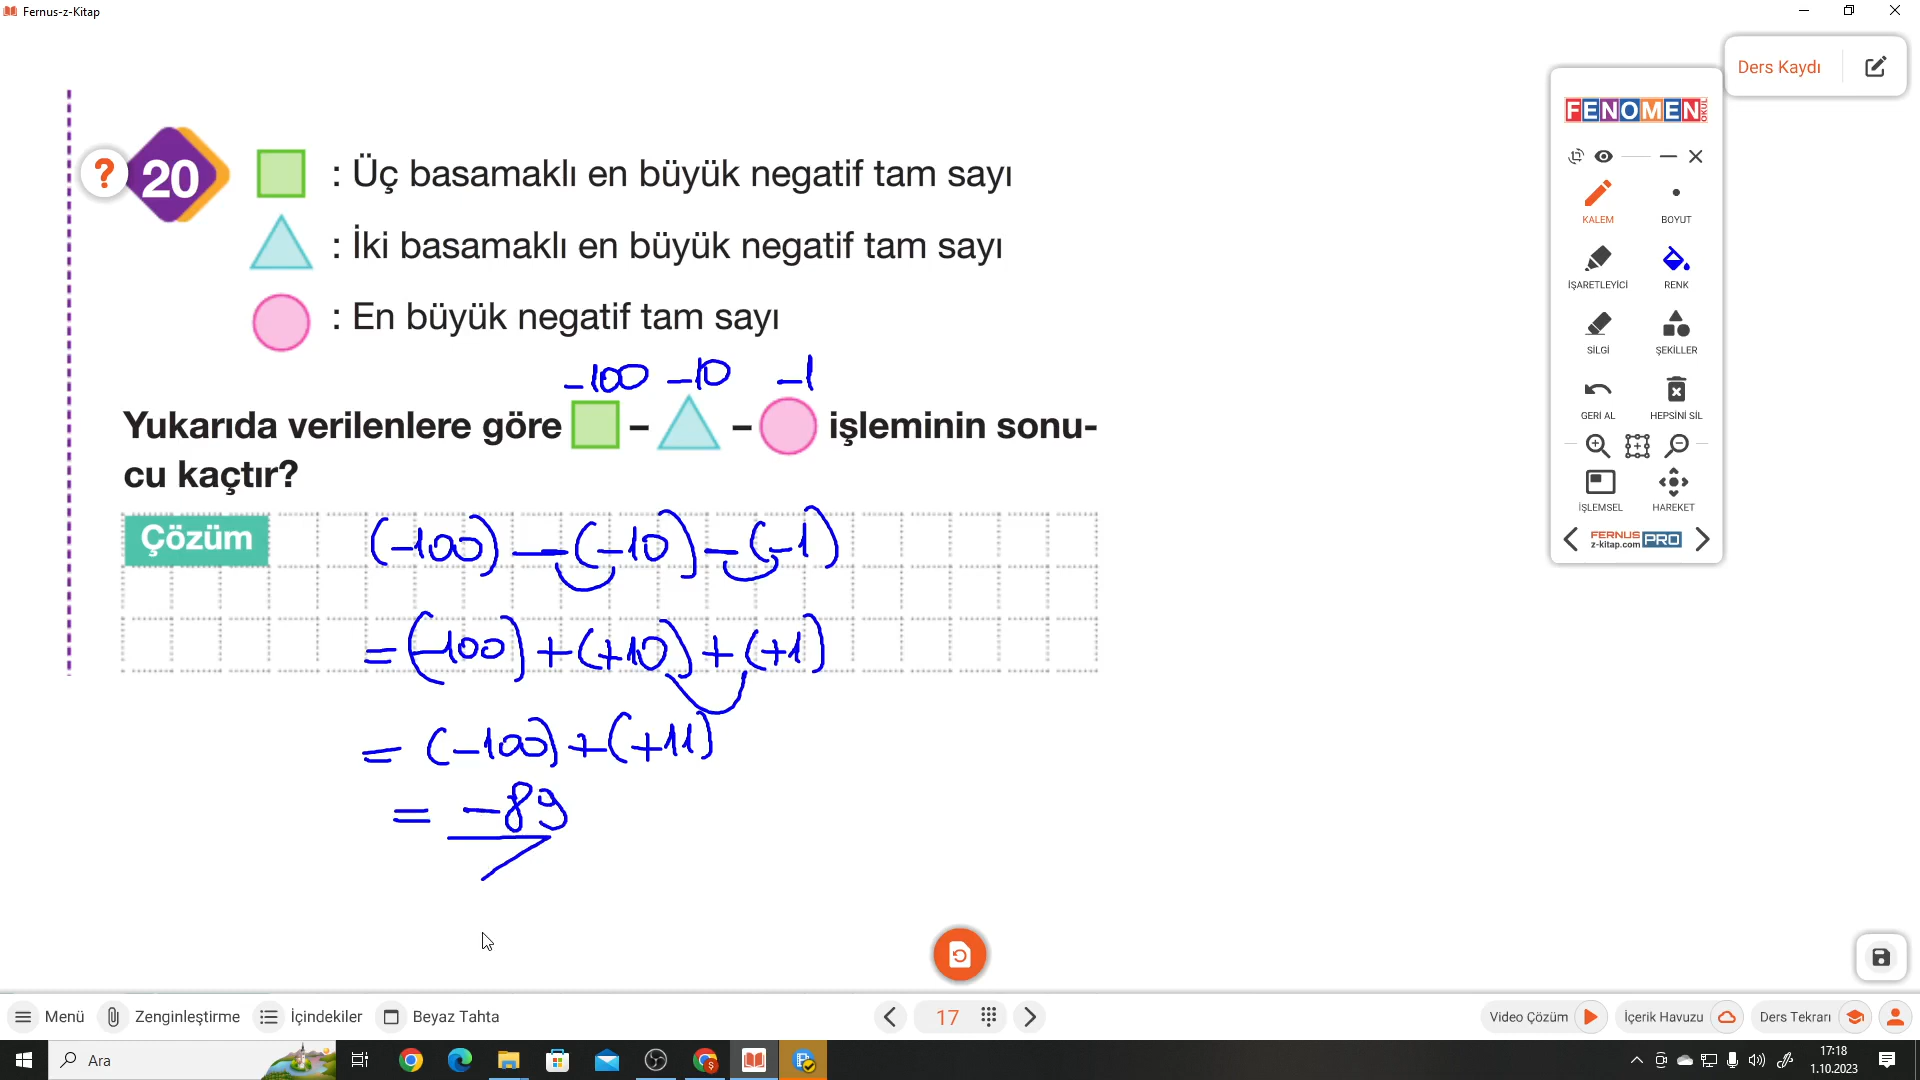 Fernus-z-Kitap
Ders Kaydı
FENOMEN OKUL
? 20
: Üç basamaklı en büyük negatif tam sayı
: İki basamaklı en büyük negatif tam sayı
: En büyük negatif tam sayı
-100 -10 -1
Yukarıda verilenlere göre – – işleminin sonu-
cu kaçtır?
Çözüm
(-100) - (-10) - (-1)
= (-100) + (+10) + (+1)
= (-100) + (+11)
= -89
KALEM BOYUT
İŞARETLEYİCİ RENK
SİLGİ ŞEKİLLER
GERİ AL HEPSİNİ SİL
İŞLEMSEL HAREKET
FERNUS z-kitap.com PRO
Menü Zenginleştirme İçindekiler Beyaz Tahta 17 Video Çözüm İçerik Havuzu Ders Tekrarı
Ara
17:18
1.10.2023